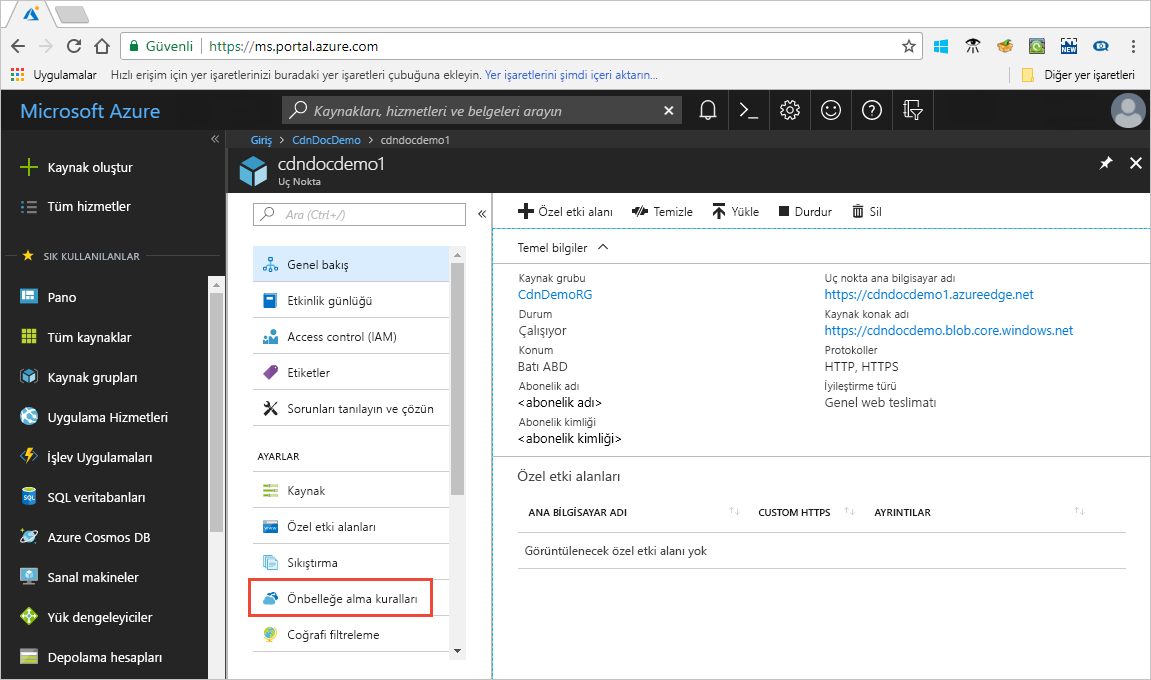 Güvenli
https://ms.portal.azure.com
NEW
Uygulamalar
Hızlı erişim için yer işaretlerinizi buradaki yer işaretleri çubuğuna ekleyin. Yer işaretlerini şimdi içeri aktarın...
Diğer yer işaretleri
Microsoft Azure
Kaynakları, hizmetleri ve belgeleri arayın
Giriş > CdnDocDemo > cdndocdemo1
cdndocdemo1
Uç Nokta
Kaynak oluştur
Tüm hizmetler
SIK KULLANILANLAR
Pano
Tüm kaynaklar
Kaynak grupları
Uygulama Hizmetleri
İşlev Uygulamaları
SQL
SQL veritabanları
Azure Cosmos DB
Sanal makineler
Yük dengeleyiciler
Depolama hesapları
Ara (Ctrl+/)
Genel bakış
Etkinlik günlüğü
Access control (IAM)
Etiketler
Sorunları tanılayın ve çözün
AYARLAR
Kaynak
www
Özel etki alanları
Sıkıştırma
Önbelleğe alma kuralları
Coğrafi filtreleme
Özel etki alanı
Temizle
Yükle
Durdur
Sil
Temel bilgiler
Kaynak grubu
CdnDemoRG
Durum
Çalışıyor
Konum
Batı ABD
Abonelik adı
<abonelik adı>
Abonelik kimliği
<abonelik kimliği>
Uç nokta ana bilgisayar adı
https://cdndocdemo1.azureedge.net
Kaynak konak adı
https://cdndocdemo.blob.core.windows.net
Protokoller
HTTP, HTTPS
İyileştirme türü
Genel web teslimatı
Özel etki alanları
ANA BİLGİSAYAR ADI
CUSTOM HTTPS
AYRINTILAR
Görüntülenecek özel etki alanı yok